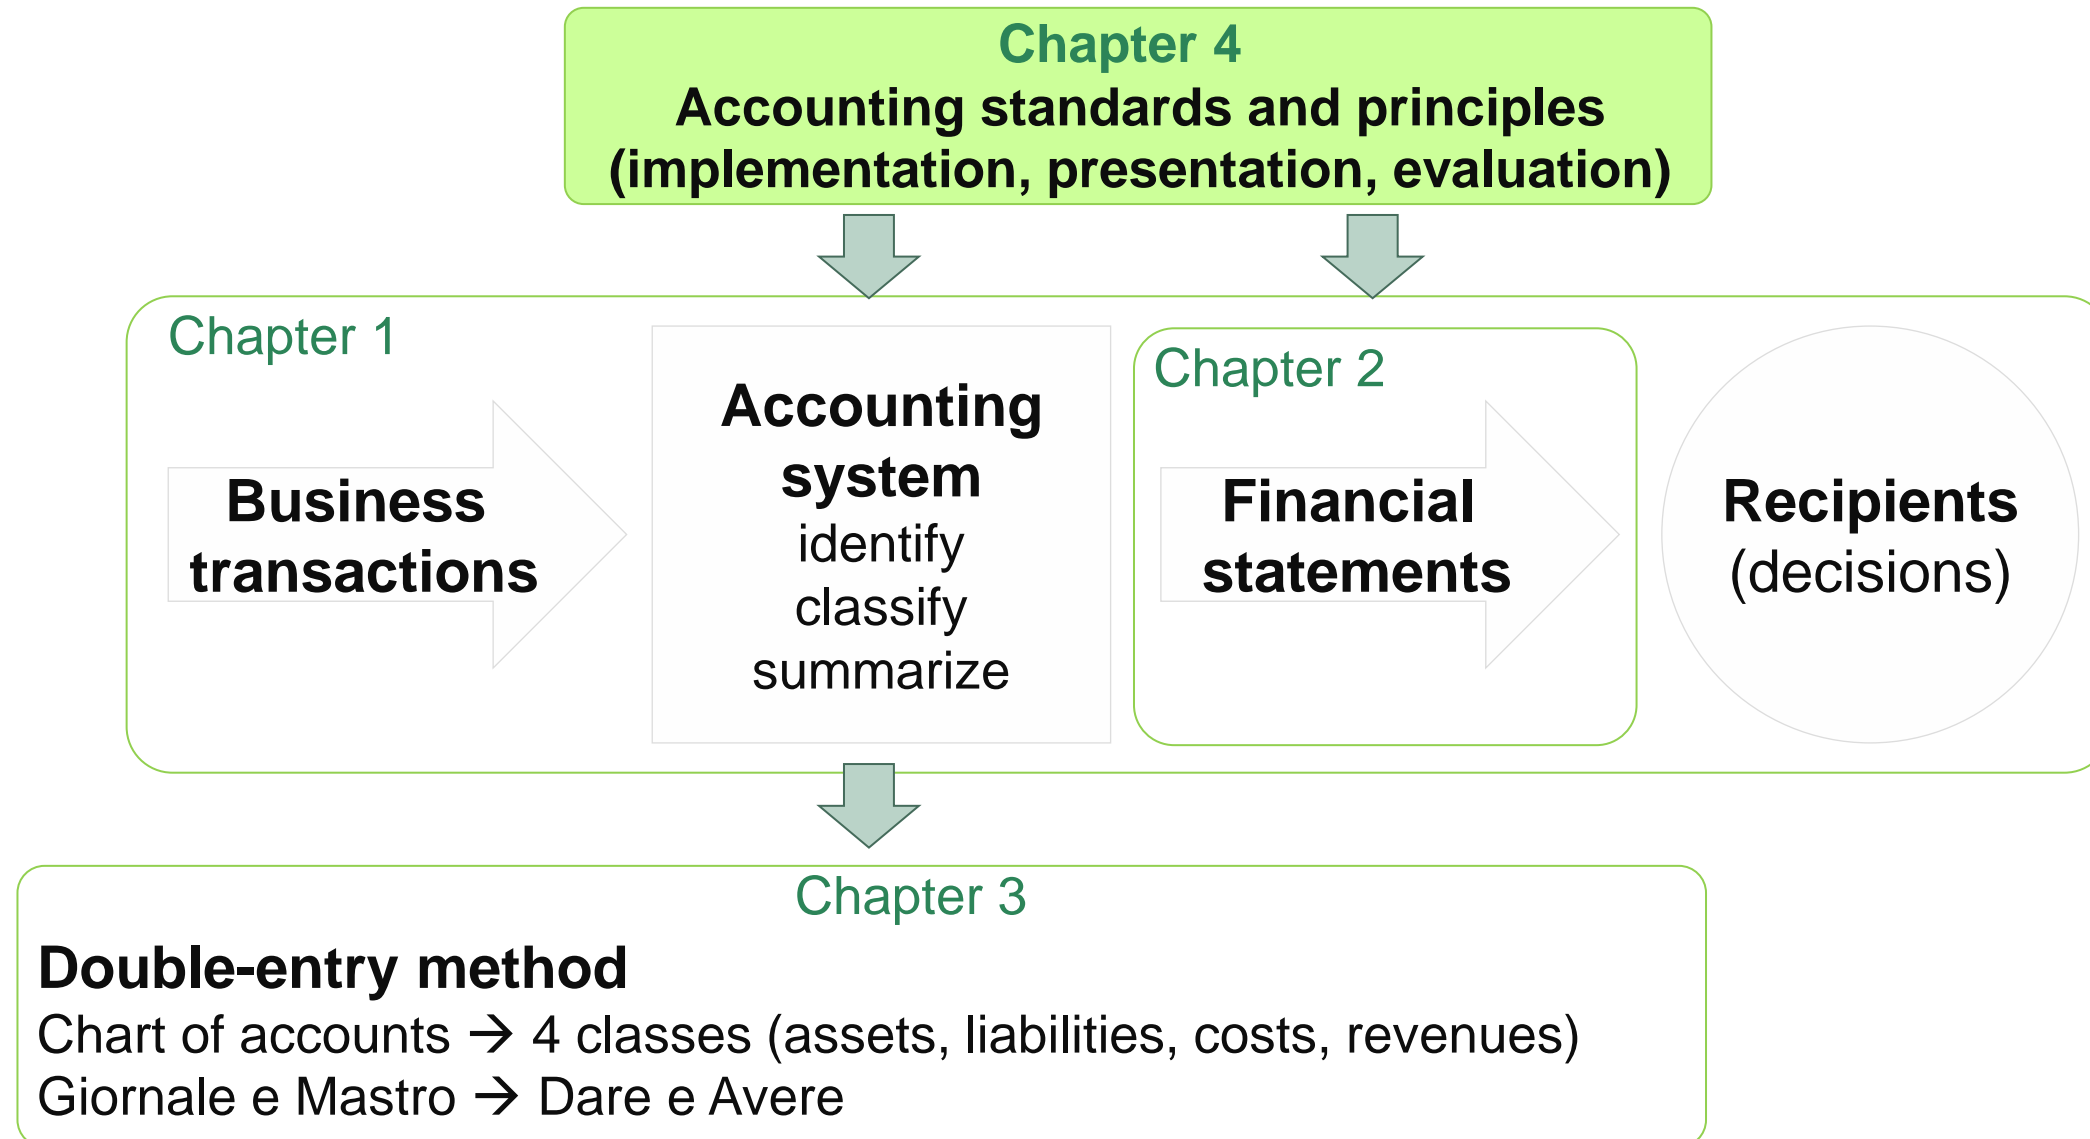 Chapter 4
Accounting standards and principles
(implementation, presentation, evaluation)
Chapter 1
Business
transactions
Accounting
system
identify
classify
summarize
Chapter 2
Financial
statements
Recipients
(decisions)
Chapter 3
Double-entry method
Chart of accounts → 4 classes (assets, liabilities, costs, revenues)
Giornale e Mastro → Dare e Avere